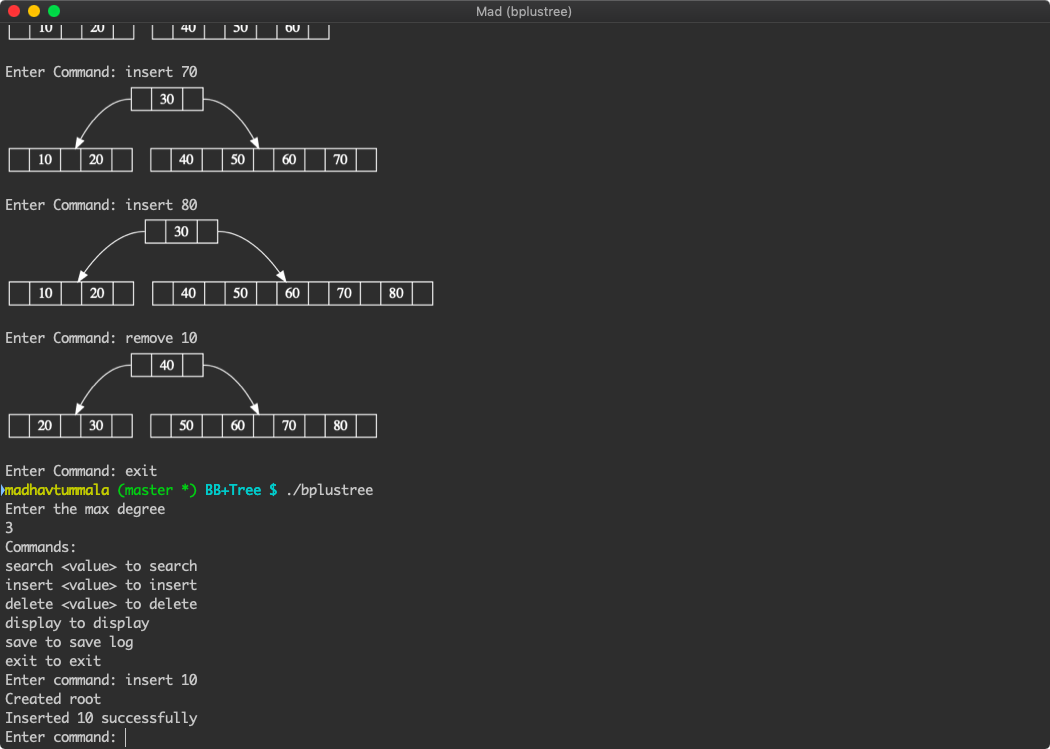 Mad (bplustree)
10 20 40 50 60
Enter Command: insert 70
30
10 20 40 50 60 70
Enter Command: insert 80
30
10 20 40 50 60 70 80
Enter Command: remove 10
40
20 30 50 60 70 80
Enter Command: exit
madhavtummala (master *) BB+Tree $ ./bplustree
Enter the max degree
3
Commands:
search <value> to search
insert <value> to insert
delete <value> to delete
display to display
save to save log
exit to exit
Enter command: insert 10
Created root
Inserted 10 successfully
Enter command: